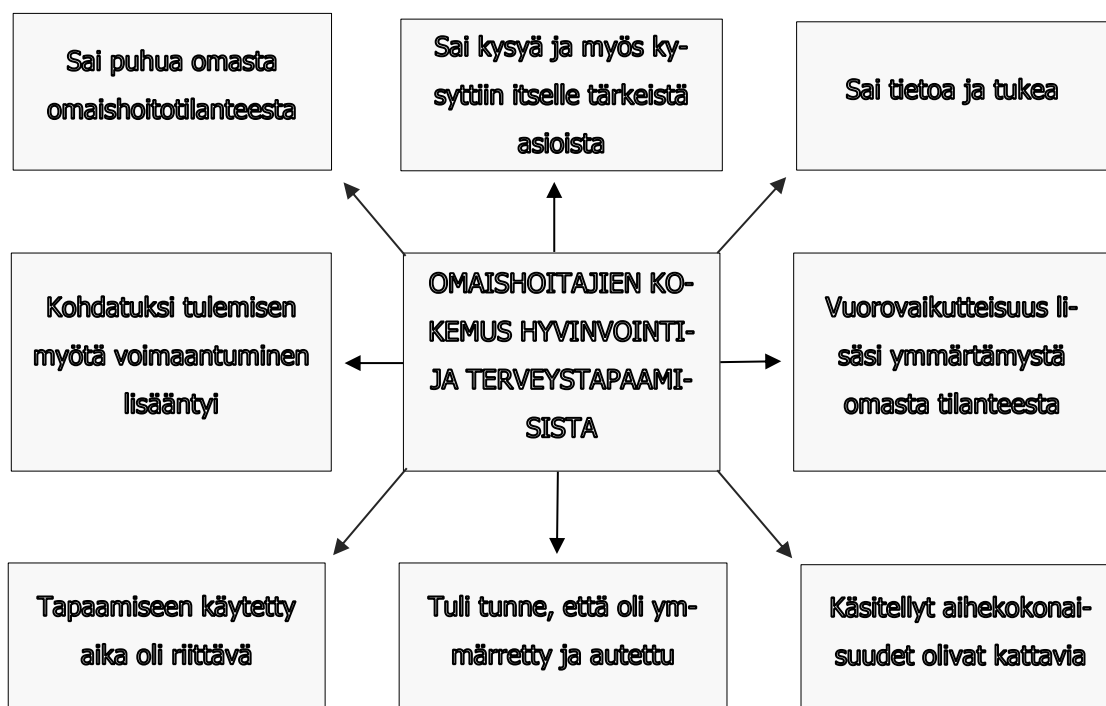 Sai puhua omasta
omaishoitotilanteesta
Sai kysyä ja myös ky-
syttiin itselle tärkeistä
asioista
Sai tietoa ja tukea
Kohdatuksi tulemisen
myötä voimaantuminen
lisääntyi
OMAISHOITAJIEN KO-
KEMUS HYVINVOINTI-
JA TERVEYSTAPAAMI-
SISTA
Vuorovaikutteisuus li-
säsi ymmärtämystä
omasta tilanteesta
Tapaamiseen käytetty
aika oli riittävä
Tuli tunne, että oli ym-
märretty ja autettu
Käsitellyt aihekokonai-
suudet olivat kattavia